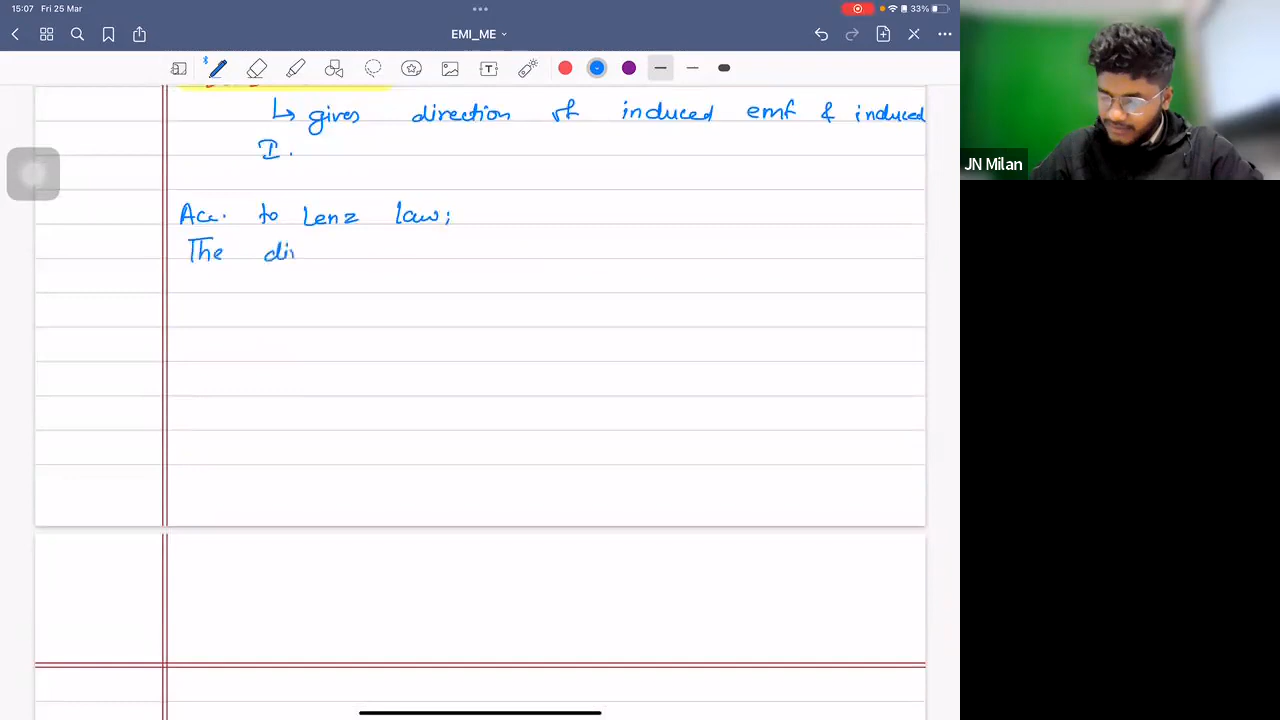 15:07 Fri 25 Mar
33%
EMI_ME
gives direction of induced emf & induced
I.
Acc. to Lenz law;
The dir
JN Milan